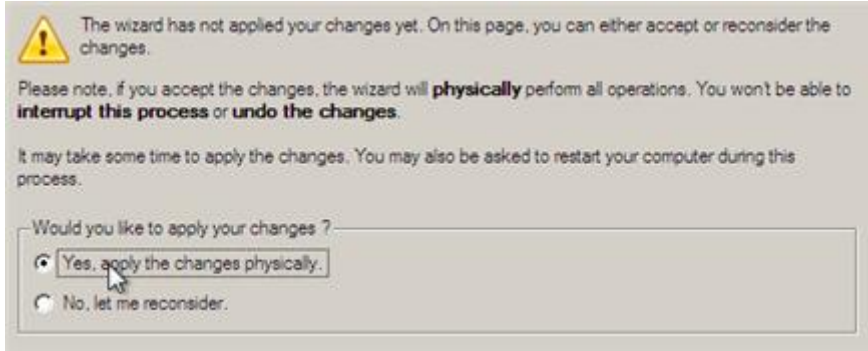 The wizard has not applied your changes yet. On this page, you can either accept or reconsider the
changes.
Please note, if you accept the changes, the wizard will physically perform all operations. You won't be able to
interrupt this process or undo the changes.
It may take some time to apply the changes. You may also be asked to restart your computer during this
process.
Would you like to apply your changes ?
Yes, apply the changes physically.
No, let me reconsider.